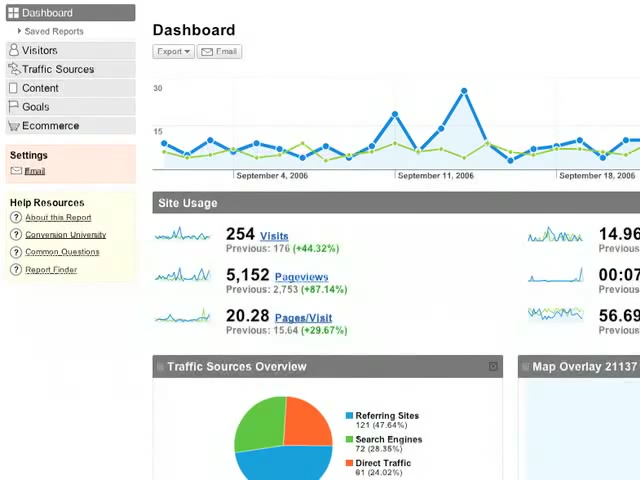 Dashboard
Saved Reports
Visitors
Traffic Sources
Content
Goals
Ecommerce
Settings
Email
Help Resources
About this Report
Conversion University
Common Questions
Report Finder
Dashboard
Export
Email
30
15
September 4, 2006
September 11, 2006
September 18, 2006
Site Usage
254 Visits
Previous: 176 (+44.32%)
5,152 Pageviews
Previous: 2,753 (+87.14%)
20.28 Pages/Visit
Previous: 15.64 (+29.67%)
14.96
Previous
00:07
Previous
56.69
Previous
Traffic Sources Overview
Referring Sites
121 (47.64%)
Search Engines
72 (28.35%)
Direct Traffic
61 (24.02%)
Map Overlay 21137